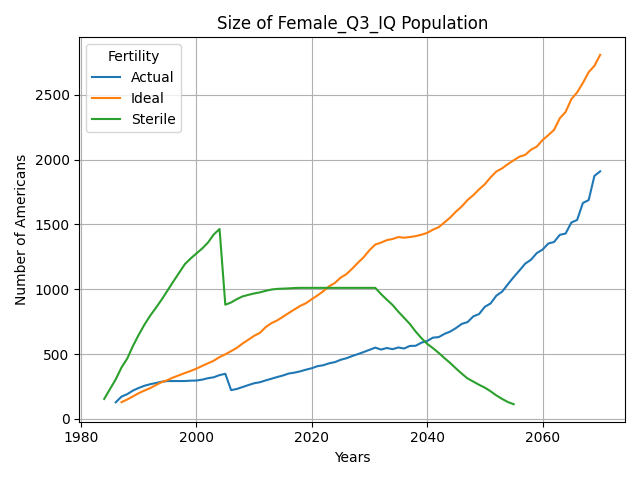 Size of Female_Q3_IQ Population
Fertility
Actual
Ideal
Sterile
Number of Americans
2500
2000
1500
1000
500
0
1980
2000
2020
2040
2060
Years